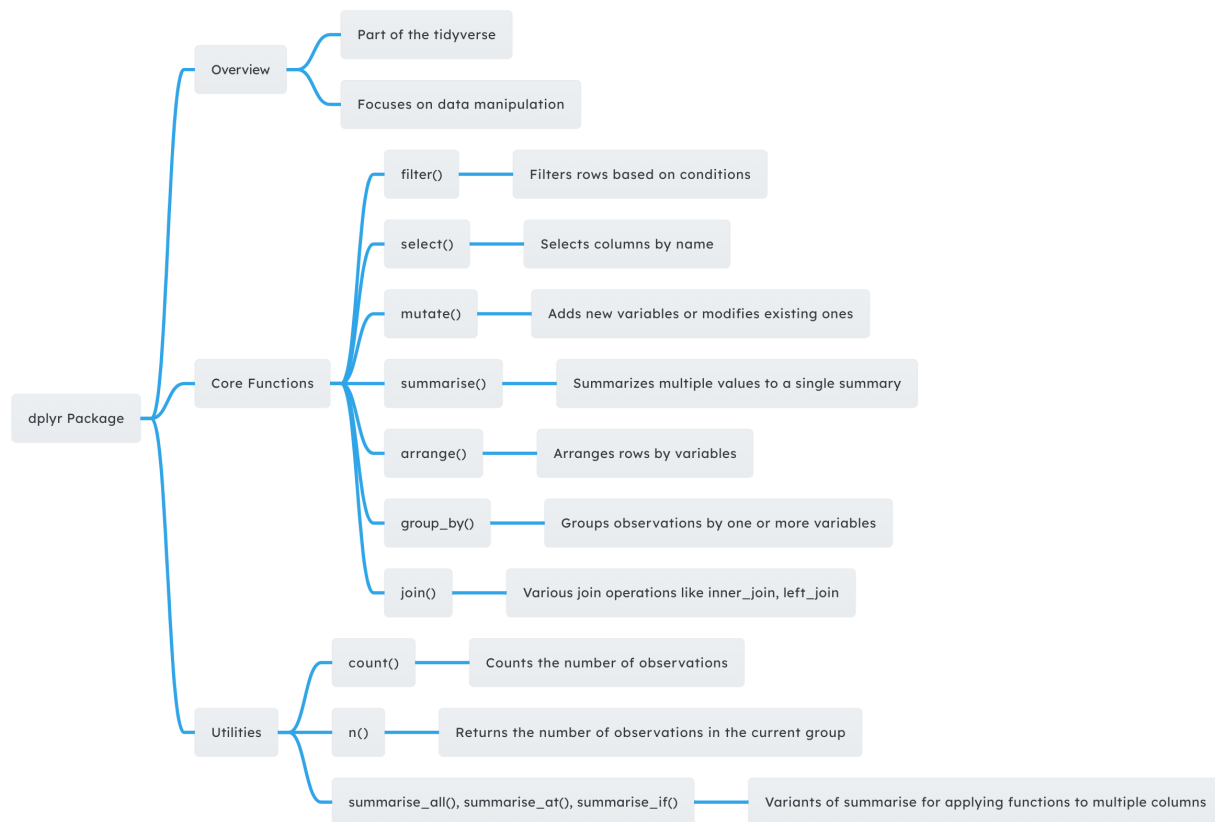 dplyr Package
Overview
Part of the tidyverse
Focuses on data manipulation
Core Functions
filter()
Filters rows based on conditions
select()
Selects columns by name
mutate()
Adds new variables or modifies existing ones
summarise()
Summarizes multiple values to a single summary
arrange()
Arranges rows by variables
group_by()
Groups observations by one or more variables
join()
Various join operations like inner_join, left_join
Utilities
count()
Counts the number of observations
n()
Returns the number of observations in the current group
summarise_all(), summarise_at(), summarise_if()
Variants of summarise for applying functions to multiple columns